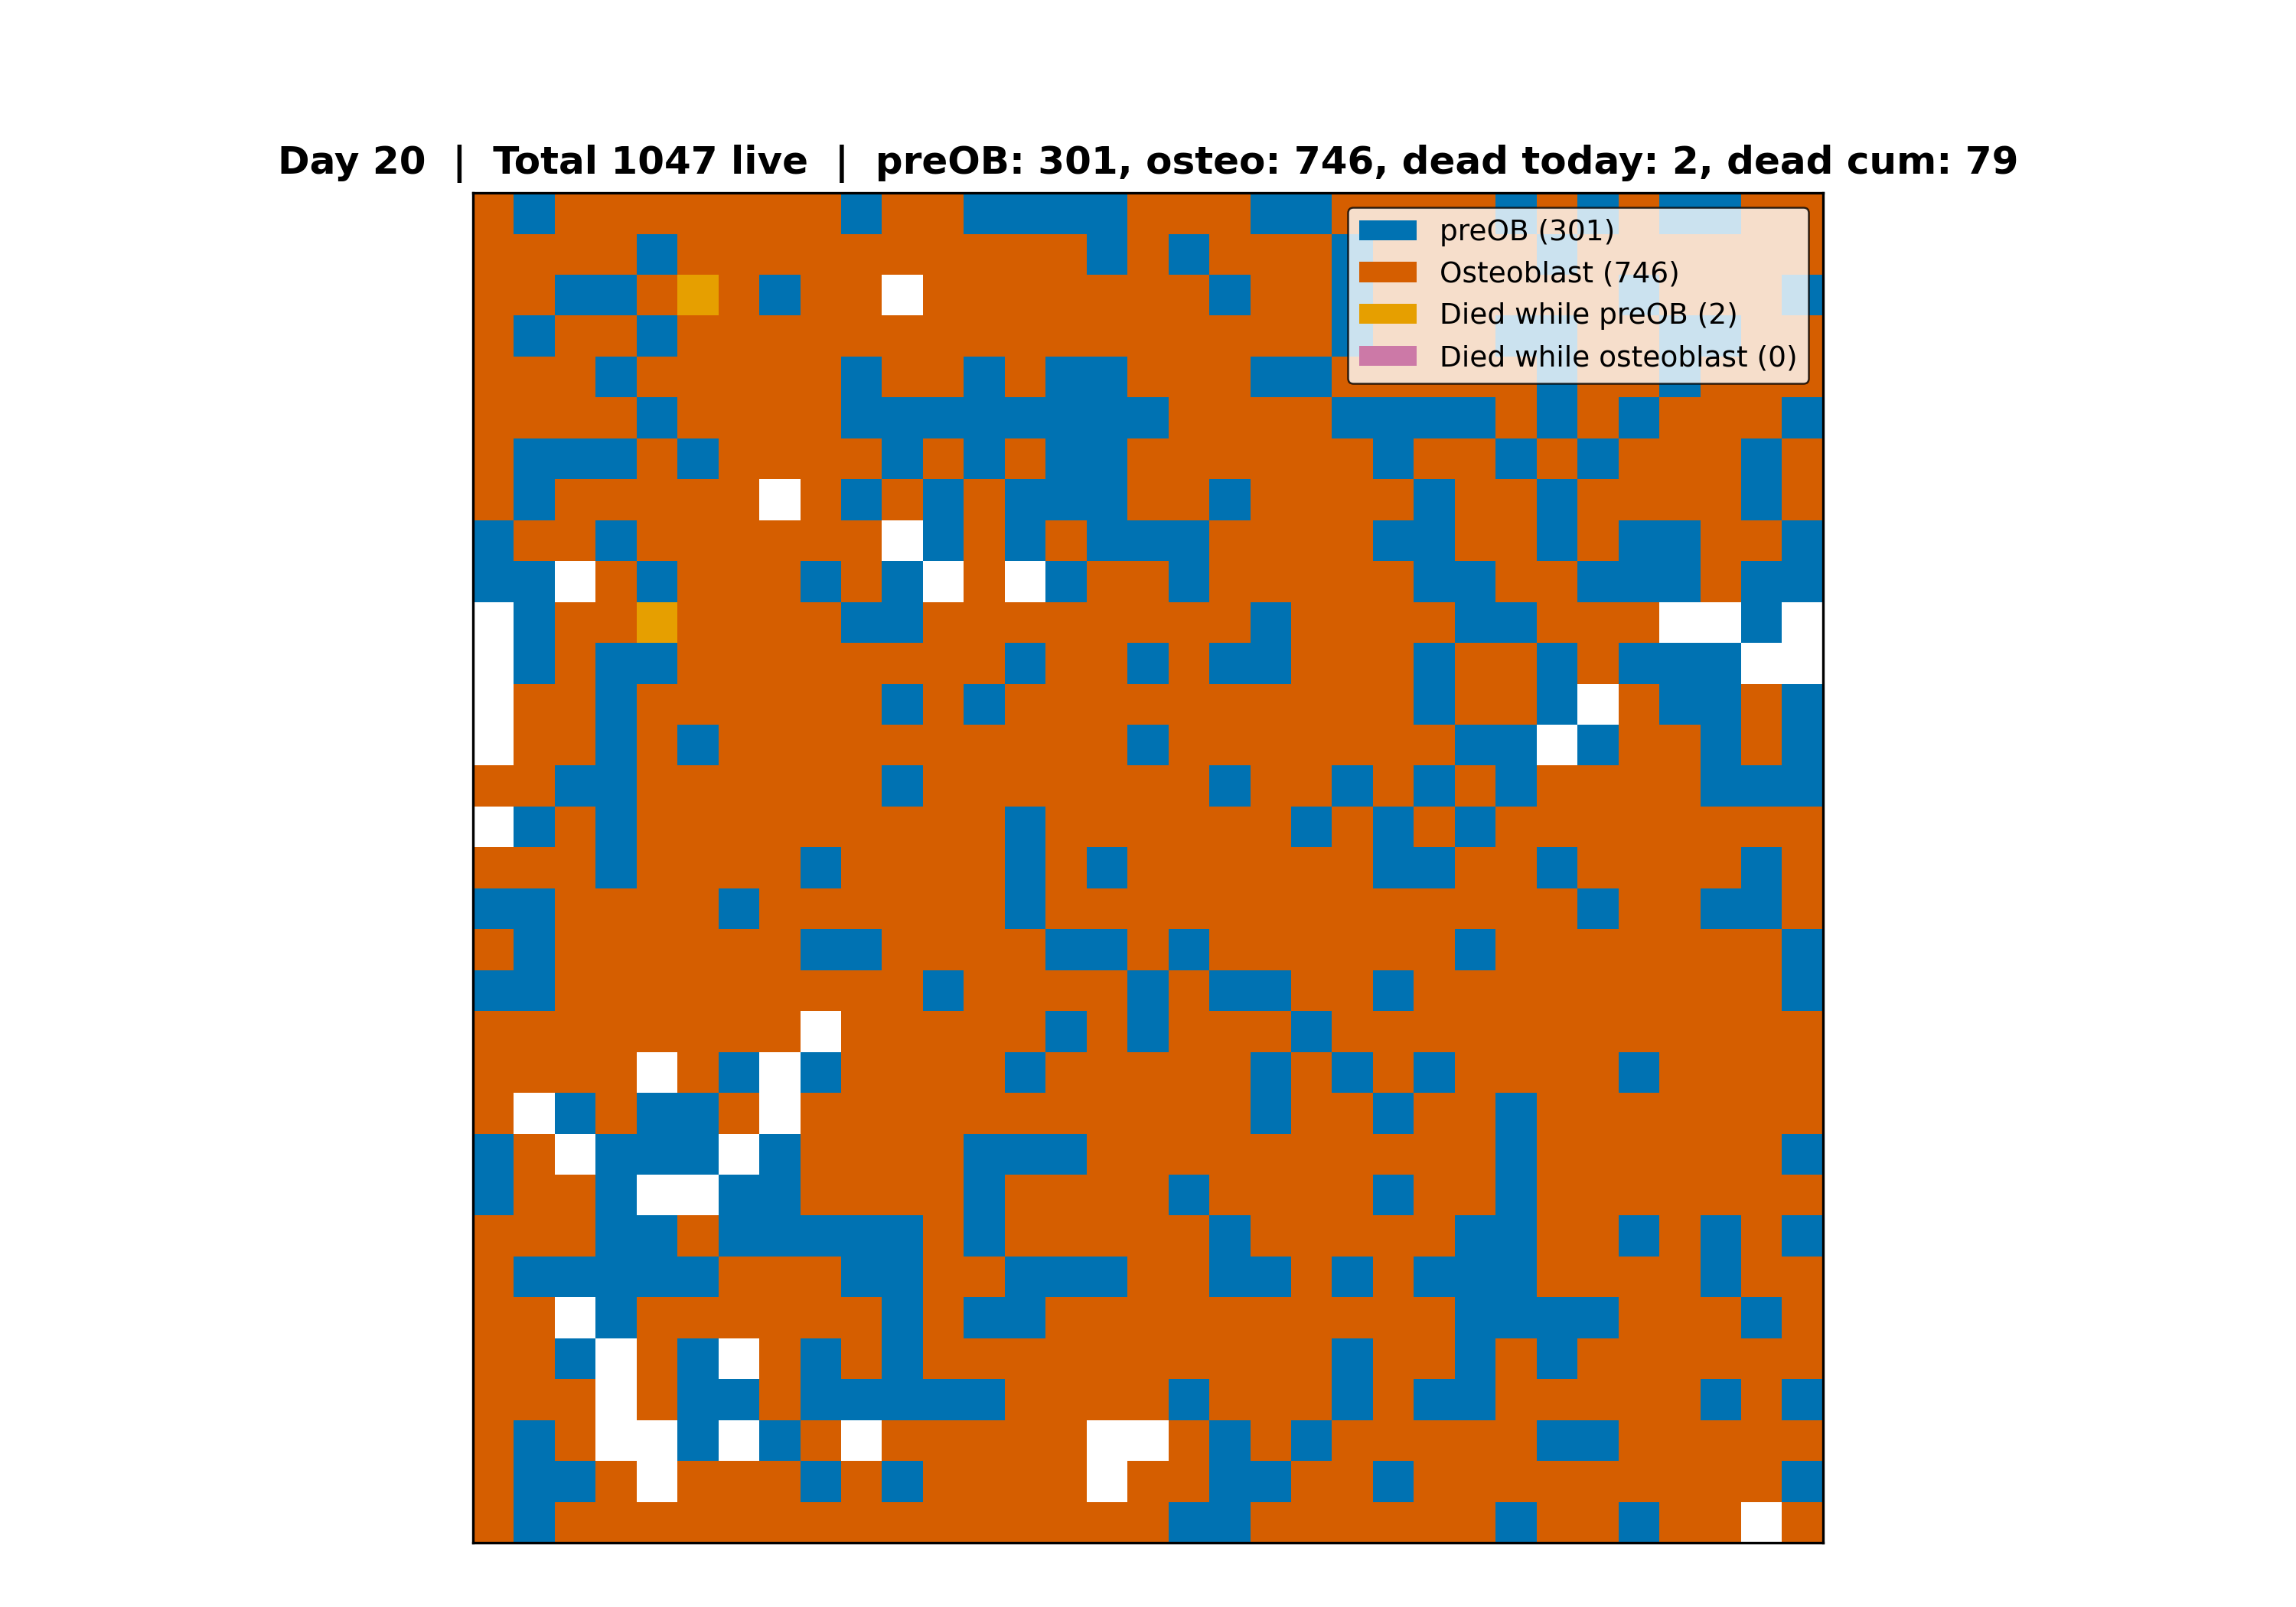 Day 20 | Total 1047 live | preOB: 301, osteo: 746, dead today: 2, dead cum: 79
preOB (301)
Osteoblast (746)
Died while preOB (2)
Died while osteoblast (0)